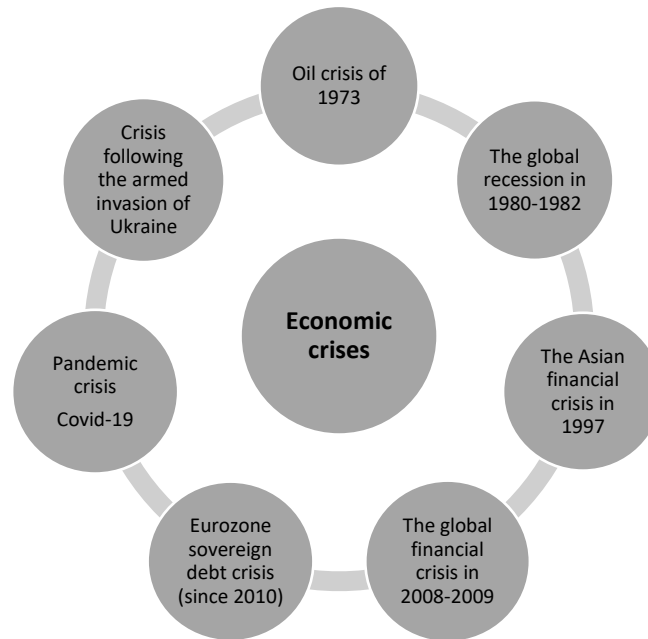 Oil crisis of
1973
The global
recession in
1980-1982
The Asian
financial
crisis in
1997
The global
financial
crisis in
2008-2009
Eurozone
sovereign
debt crisis
(since 2010)
Pandemic
crisis
Covid-19
Crisis
following
the armed
invasion of
Ukraine
Economic
crises